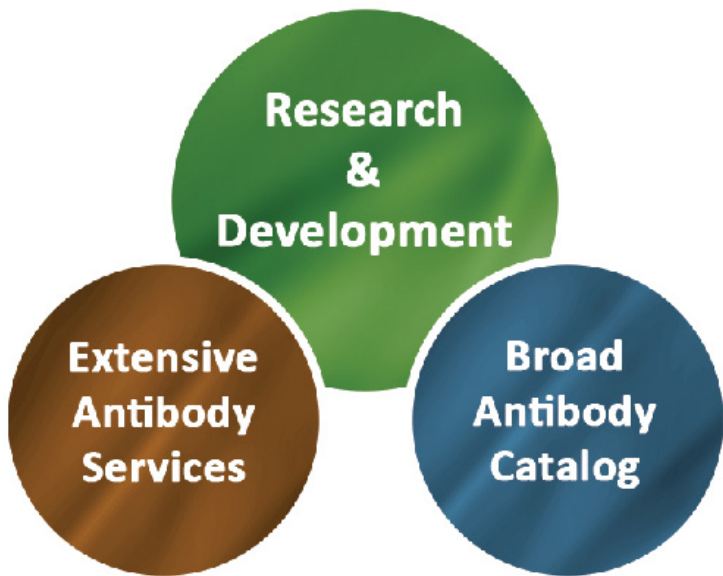 Research
&
Development
Extensive
Antibody
Services
Broad
Antibody
Catalog